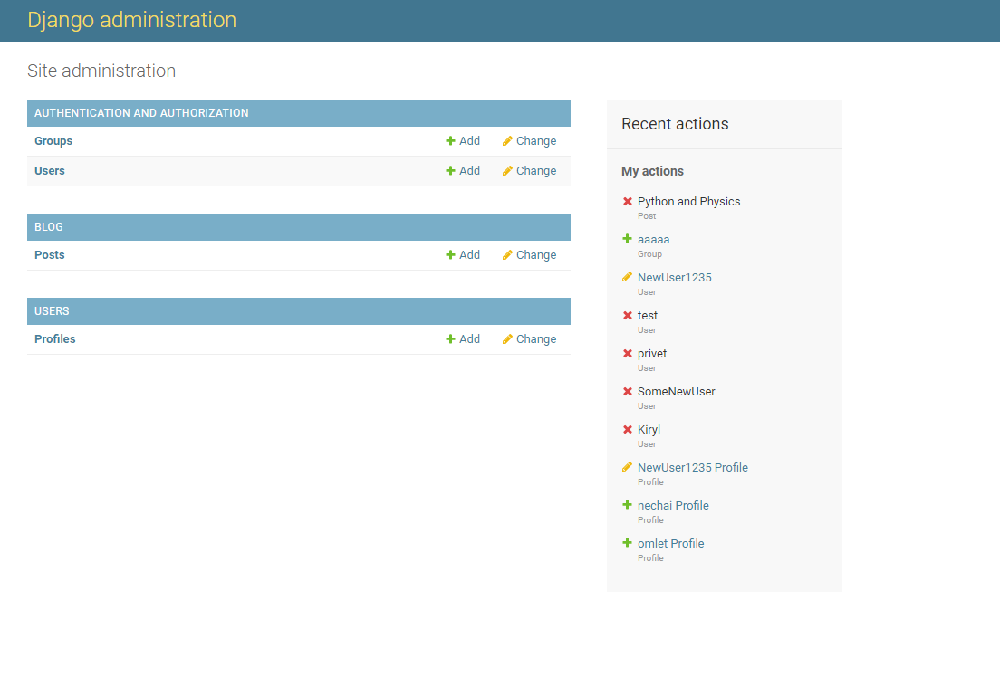 Django administration
Site administration
AUTHENTICATION AND AUTHORIZATION
Groups Add Change
Users Add Change
BLOG
Posts Add Change
USERS
Profiles Add Change
Recent actions
My actions
Python and Physics
Post
aaaaa
Group
NewUser1235
User
test
User
privet
User
SomeNewUser
User
Kiryl
User
NewUser1235 Profile
Profile
nechai Profile
Profile
omlet Profile
Profile